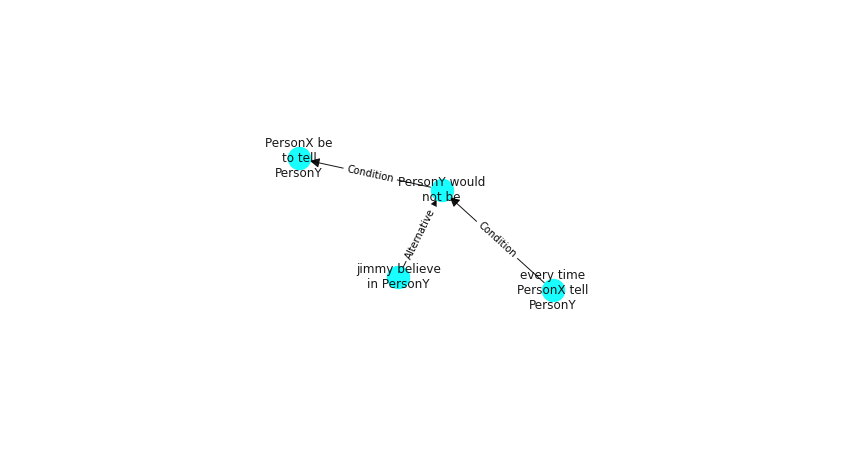 PersonX be
to tell
PersonY
Condition
PersonY would
not be
Alternative
Condition
jimmy believe
in PersonY
every time
PersonX tell
PersonY